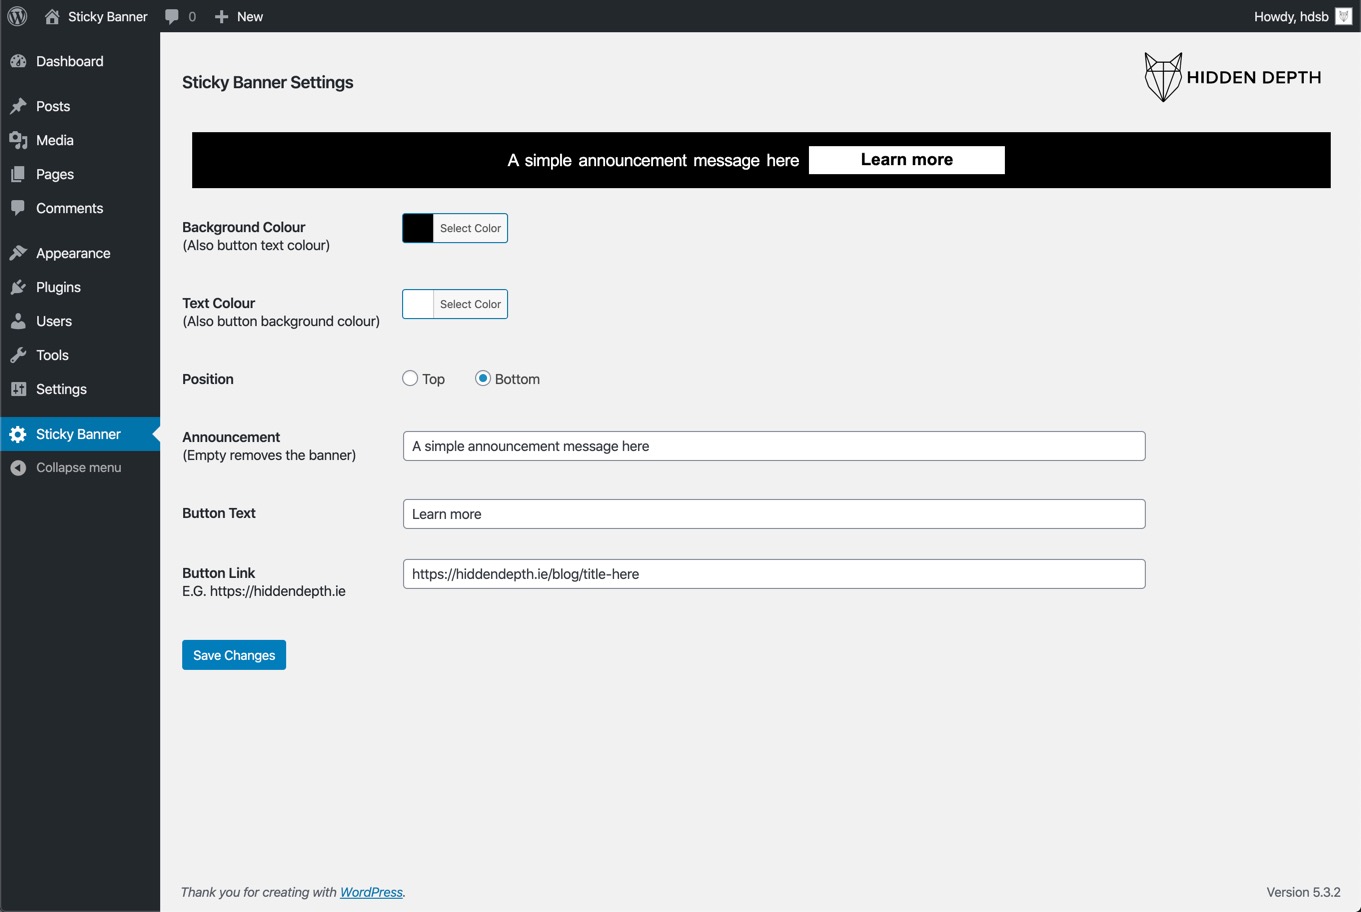 Sticky Banner
0
New
Howdy, hdsb
Dashboard
Posts
Media
Pages
Comments
Appearance
Plugins
Users
Tools
Settings
Sticky Banner
Collapse menu
Sticky Banner Settings
HIDDEN DEPTH
A simple announcement message here
Learn more
Background Colour
(Also button text colour)
Select Color
Text Colour
(Also button background colour)
Select Color
Position
Top
Bottom
Announcement
(Empty removes the banner)
A simple announcement message here
Button Text
Learn more
Button Link
E.G. https://hiddendepth.ie
https://hiddendepth.ie/blog/title-here
Save Changes
Thank you for creating with WordPress.
Version 5.3.2